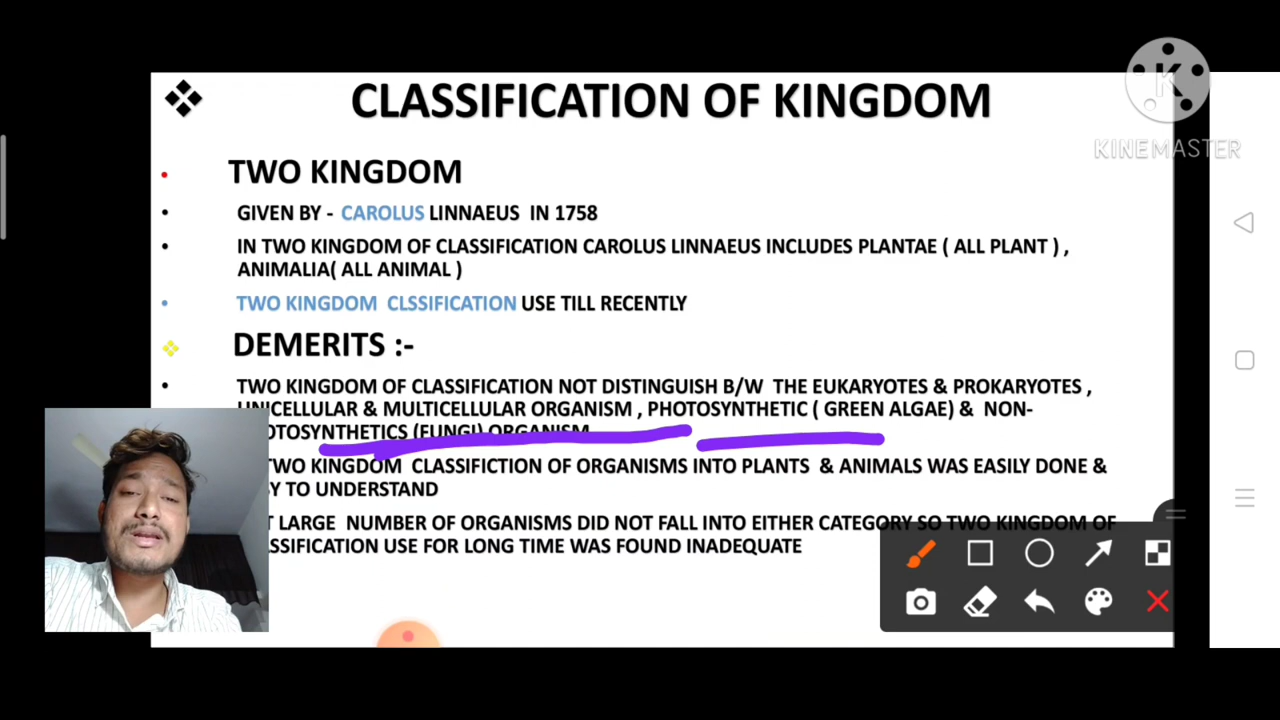 CLASSIFICATION OF KINGDOM
KINEMASTER
TWO KINGDOM
GIVEN BY - CAROLUS LINNAEUS IN 1758
IN TWO KINGDOM OF CLASSIFICATION CAROLUS LINNAEUS INCLUDES PLANTAE ( ALL PLANT ) ,
ANIMALIA( ALL ANIMAL )
TWO KINGDOM CLSSIFICATION USE TILL RECENTLY
DEMERITS :-
TWO KINGDOM OF CLASSIFICATION NOT DISTINGUISH B/W THE EUKARYOTES & PROKARYOTES ,
UNICELLULAR & MULTICELLULAR ORGANISM , PHOTOSYNTHETIC ( GREEN ALGAE) & NON-
OTOSYNTHETICS (FUNGI) ORGANISM
TWO KINGDOM CLASSIFICTION OF ORGANISMS INTO PLANTS & ANIMALS WAS EASILY DONE &
TO UNDERSTAND
LARGE NUMBER OF ORGANISMS DID NOT FALL INTO EITHER CATEGORY SO TWO KINGDOM OF
ASSIFICATION USE FOR LONG TIME WAS FOUND INADEQUATE